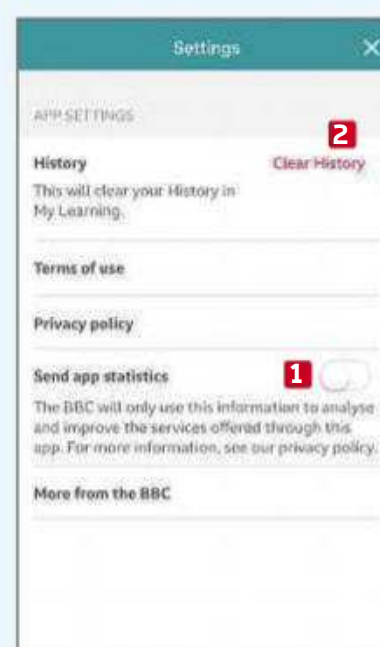 Settings
APP SETTINGS
2
History Clear History
This will clear your History in
My Learning.
Terms of use
Privacy policy
Send app statistics 1
The BBC will only use this information to analyse
and improve the services offered through this
app. For more information, see our privacy policy.
More from the BBC